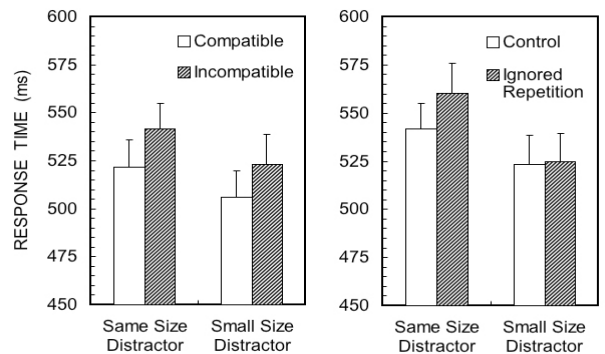 RESPONSE TIME (ms)
600
575
550
525
500
475
450
Compatible
Incompatible
Same Size
Distractor
Small Size
Distractor
600
575
550
525
500
475
450
Control
Ignored
Repetition
Same Size
Distractor
Small Size
Distractor